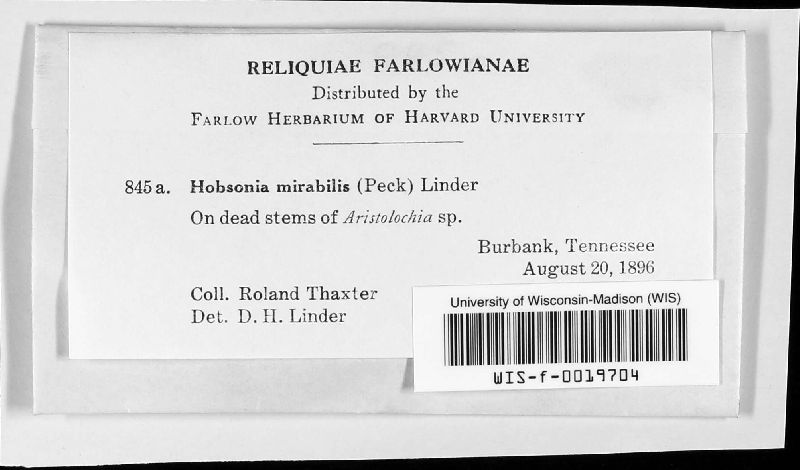 RELIQUIAE FARLOWIANAE
Distributed by the
FARLOW HERBARIUM OF HARVARD UNIVERSITY
845 a. Hobsonia mirabilis (Peck) Linder
On dead stems of Aristolochia sp.
Burbank, Tennessee
August 20, 1896
Coll. Roland Thaxter
Det. D. H. Linder
University of Wisconsin-Madison (WIS)
WIS-f-0019704